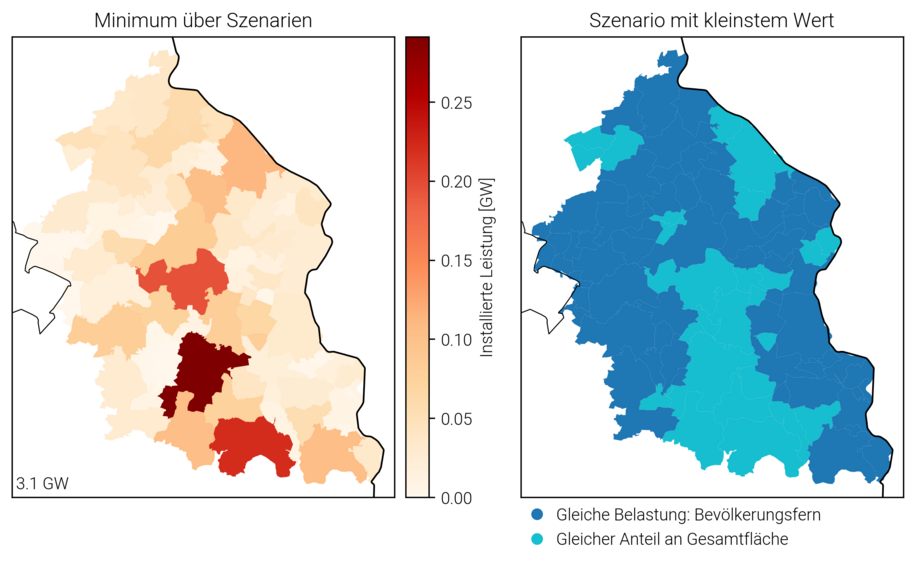 Minimum über Szenarien
Szenario mit kleinstem Wert
0.25
0.20
0.15
0.10
0.05
0.00
Installierte Leistung [GW]
3.1 GW
Gleiche Belastung: Bevölkerungsfern
Gleicher Anteil an Gesamtfläche